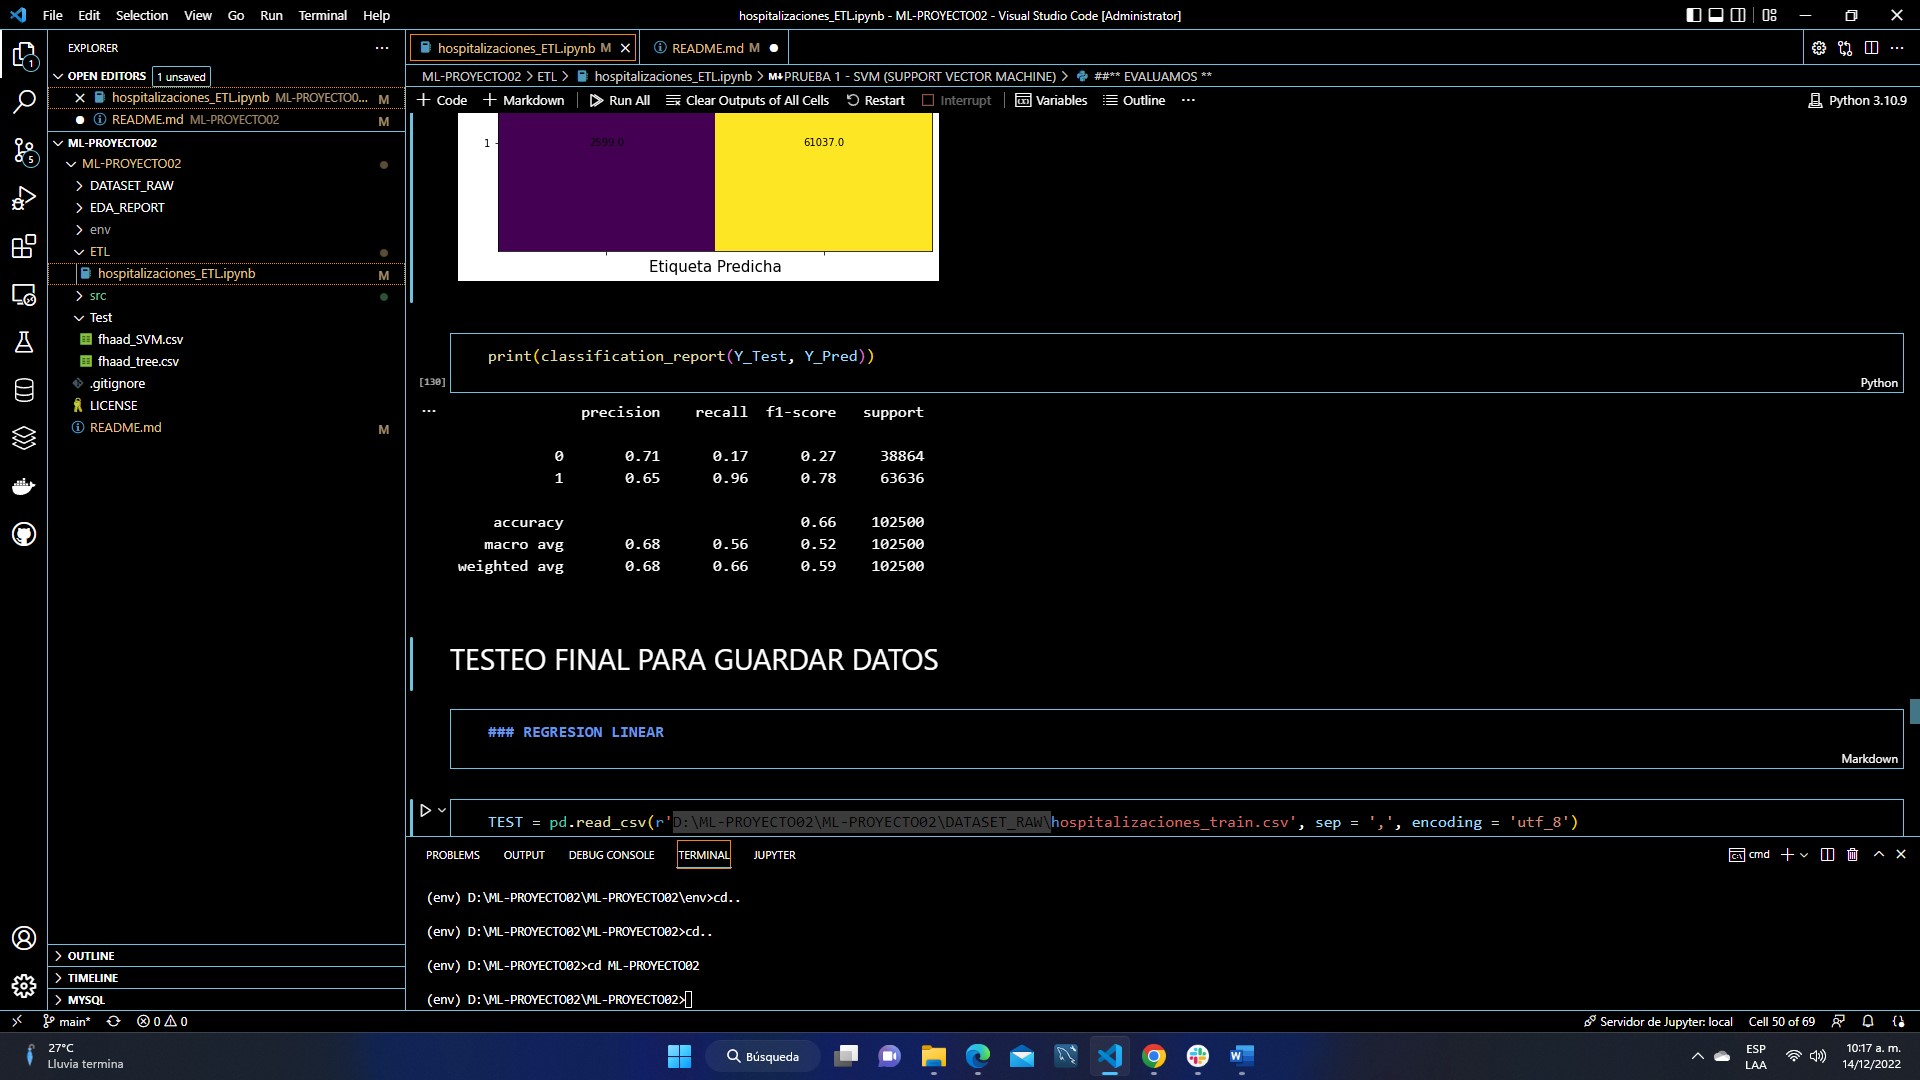 File Edit Selection View Go Run Terminal Help
hospitalizaciones_ETL.ipynb - ML-PROYECTO02 - Visual Studio Code [Administrator]
EXPLORER
OPEN EDITORS 1 unsaved
hospitalizaciones_ETL.ipynb ML-PROYECTO0... M
README.md ML-PROYECTO02 M
ML-PROYECTO02
ML-PROYECTO02
DATASET_RAW
EDA_REPORT
env
ETL
hospitalizaciones_ETL.ipynb M
src
Test
fhaad_SVM.csv
fhaad_tree.csv
.gitignore
LICENSE
README.md M
OUTLINE
TIMELINE
MYSQL
1
5
hospitalizaciones_ETL.ipynb M
README.md M
ML-PROYECTO02 > ETL > hospitalizaciones_ETL.ipynb > M↓PRUEBA 1 - SVM (SUPPORT VECTOR MACHINE) > ##** EVALUAMOS **
+ Code + Markdown Run All Clear Outputs of All Cells Restart Interrupt Variables Outline ...
Python 3.10.9
1
2599.0 61037.0
Etiqueta Predicha
print(classification_report(Y_Test, Y_Pred))
[130]
Python
...
precision recall f1-score support
0 0.71 0.17 0.27 38864
1 0.65 0.96 0.78 63636
accuracy 0.66 102500
macro avg 0.68 0.56 0.52 102500
weighted avg 0.68 0.66 0.59 102500
TESTEO FINAL PARA GUARDAR DATOS
### REGRESION LINEAR
Markdown
TEST = pd.read_csv(r'D:\ML-PROYECTO02\ML-PROYECTO02\DATASET_RAW\hospitalizaciones_train.csv', sep = ',', encoding = 'utf_8')
PROBLEMS OUTPUT DEBUG CONSOLE TERMINAL JUPYTER
cmd
(env) D:\ML-PROYECTO02\ML-PROYECTO02\env>cd..
(env) D:\ML-PROYECTO02\ML-PROYECTO02>cd..
(env) D:\ML-PROYECTO02>cd ML-PROYECTO02
(env) D:\ML-PROYECTO02\ML-PROYECTO02>
main* 0 0
Servidor de Jupyter: local Cell 50 of 69
27°C
Lluvia termina
Búsqueda
ESP
LAA
10:17 a. m.
14/12/2022